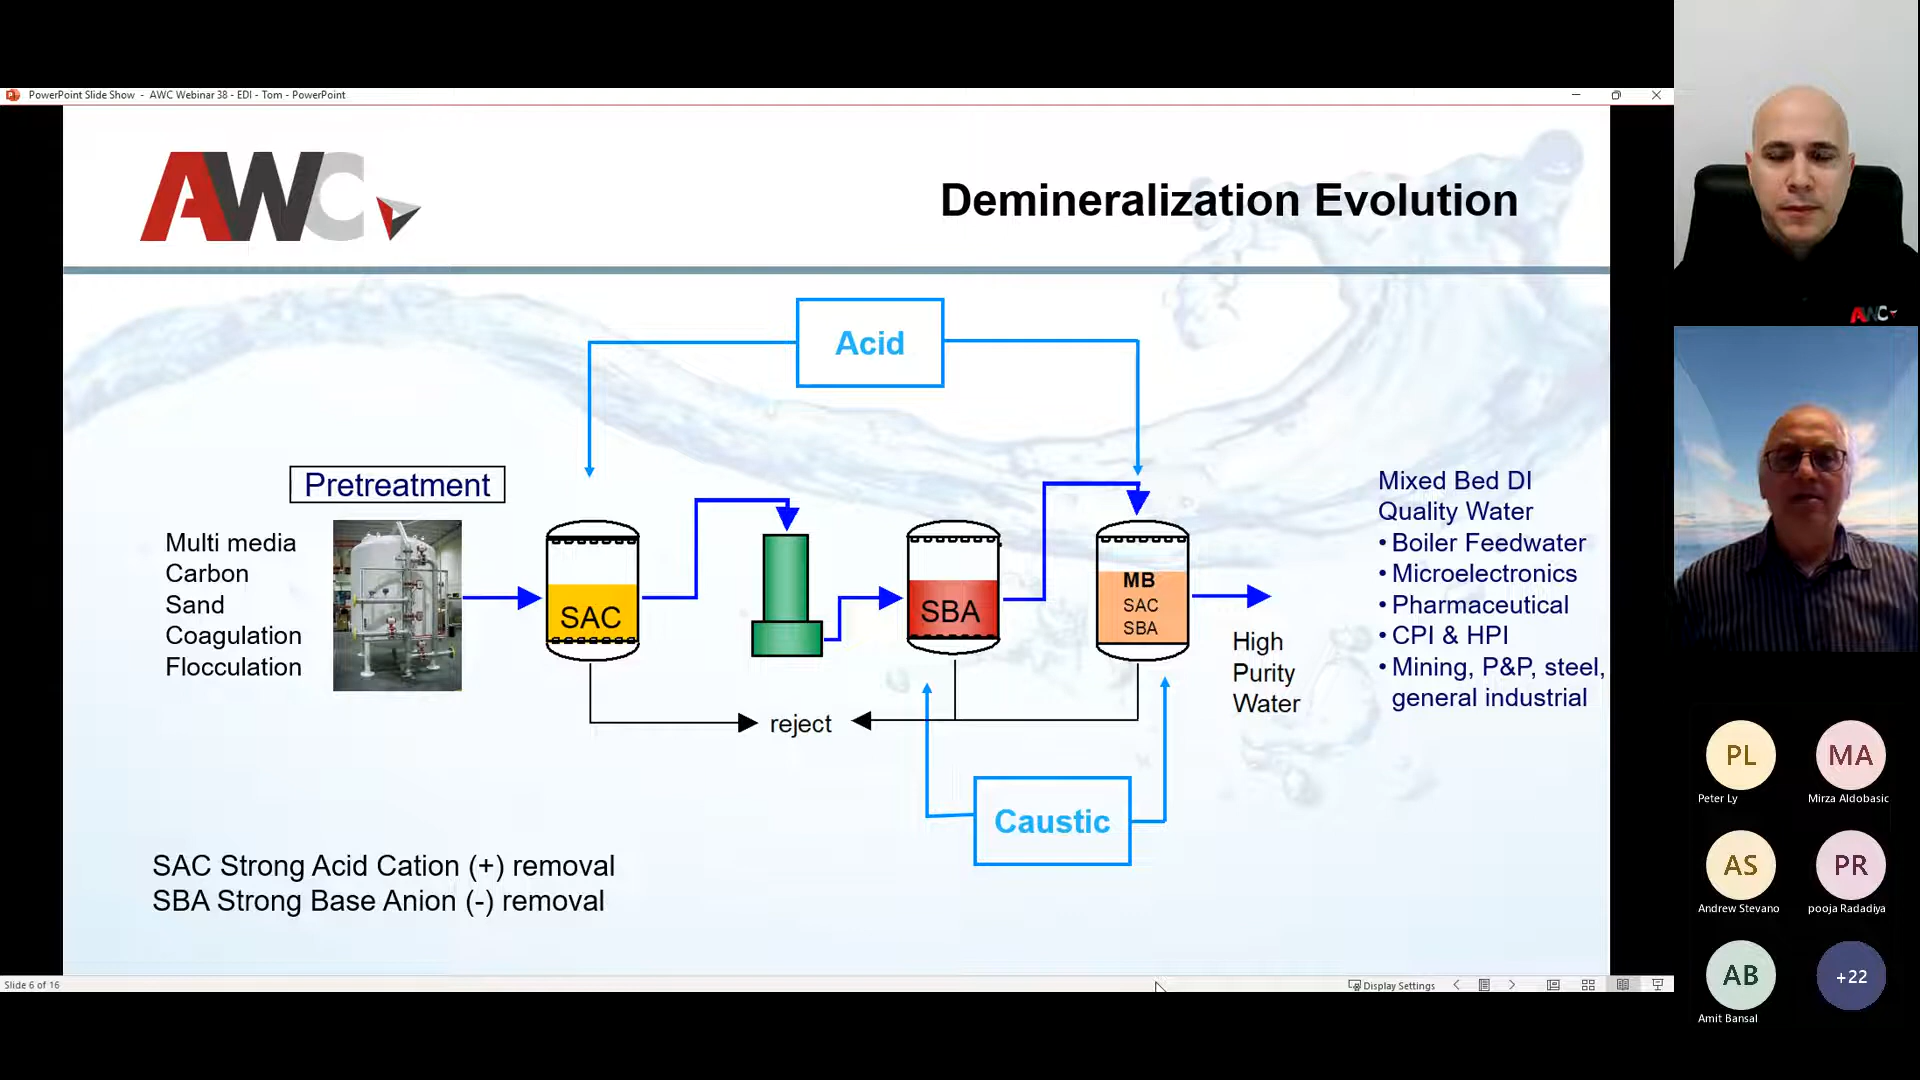 PowerPoint Slide Show - AWC Webinar 38 - EDI - Tom - PowerPoint
AWC
Demineralization Evolution
Acid
Pretreatment
Multi media
Carbon
Sand
Coagulation
Flocculation
SAC
SBA
MB
SAC
SBA
reject
High
Purity
Water
Mixed Bed DI
Quality Water
• Boiler Feedwater
• Microelectronics
• Pharmaceutical
• CPI & HPI
• Mining, P&P, steel,
general industrial
Caustic
SAC Strong Acid Cation (+) removal
SBA Strong Base Anion (-) removal
Slide 6 of 16
Display Settings
AWC
PL
Peter Ly
MA
Mirza Aldobasic
AS
Andrew Stevano
PR
pooja Radadiya
AB
Amit Bansal
+22